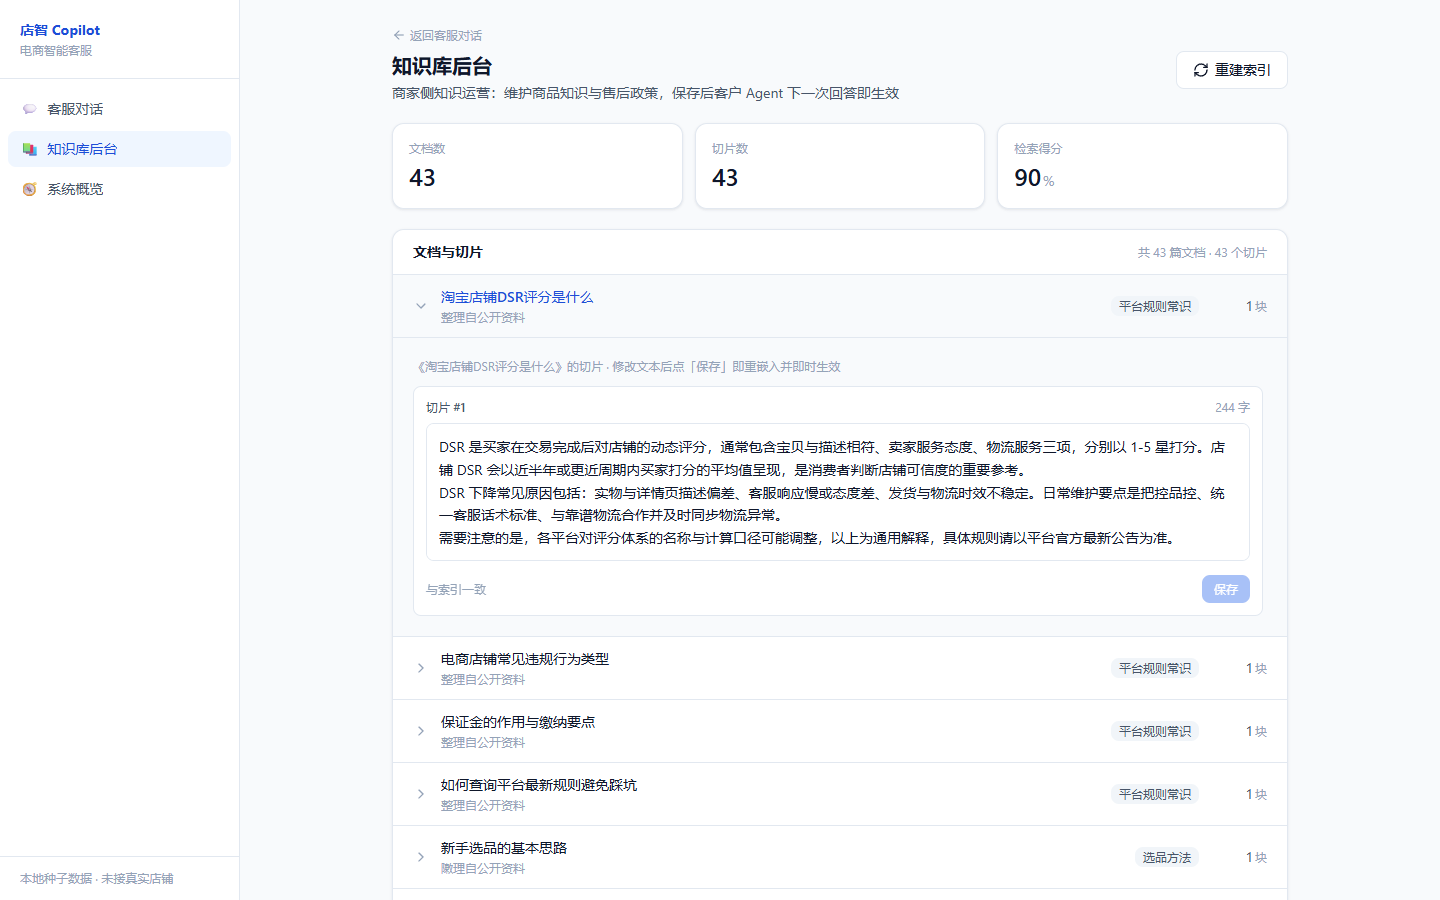 店智 Copilot
电商智能客服
客服对话
知识库后台
系统概览
本地种子数据 · 未接真实店铺
返回客服对话
知识库后台
商家侧知识运营：维护商品知识与售后政策，保存后客户 Agent 下一次回答即生效
重建索引
文档数
43
切片数
43
检索得分
90%
文档与切片
共 43 篇文档 · 43 个切片
淘宝店铺DSR评分是什么
整理自公开资料
平台规则常识
1 块
《淘宝店铺DSR评分是什么》的切片 · 修改文本后点「保存」即重嵌入并即时生效
切片 #1
244 字
DSR 是买家在交易完成后对店铺的动态评分，通常包含宝贝与描述相符、卖家服务态度、物流服务三项，分别以 1-5 星打分。店
铺 DSR 会以近半年或更近周期内买家打分的平均值呈现，是消费者判断店铺可信度的重要参考。
DSR 下降常见原因包括：实物与详情页描述偏差、客服响应慢或态度差、发货与物流时效不稳定。日常维护要点是把控品控、统
一客服话术标准、与靠谱物流合作并及时同步物流异常。
需要注意的是，各平台对评分体系的名称与计算口径可能调整，以上为通用解释，具体规则请以平台官方最新公告为准。
与索引一致
保存
电商店铺常见违规行为类型
整理自公开资料
平台规则常识
1 块
保证金的作用与缴纳要点
整理自公开资料
平台规则常识
1 块
如何查询平台最新规则避免踩坑
整理自公开资料
平台规则常识
1 块
新手选品的基本思路
理自公开资料
选品方法
1 块